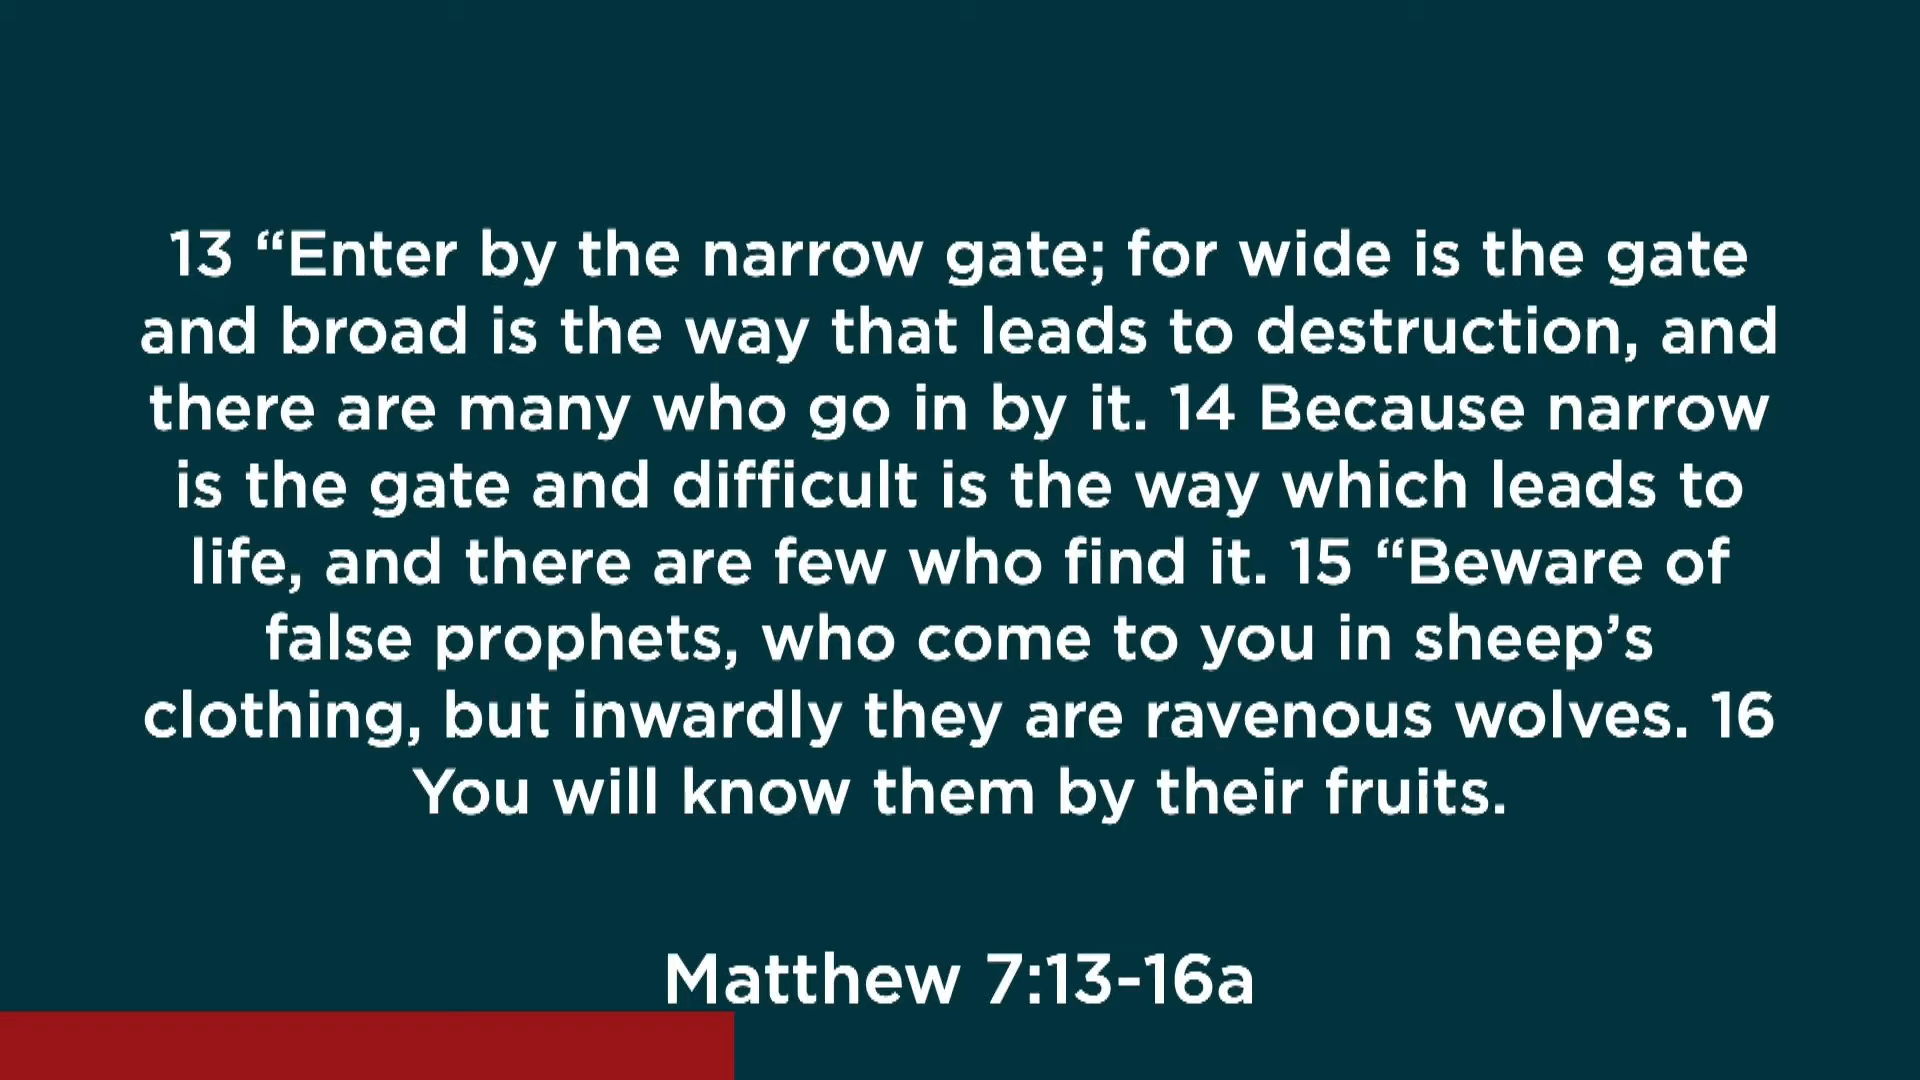 13 “Enter by the narrow gate; for wide is the gate
and broad is the way that leads to destruction, and
there are many who go in by it. 14 Because narrow
is the gate and difficult is the way which leads to
life, and there are few who find it. 15 “Beware of
false prophets, who come to you in sheep’s
clothing, but inwardly they are ravenous wolves. 16
You will know them by their fruits.
Matthew 7:13-16a